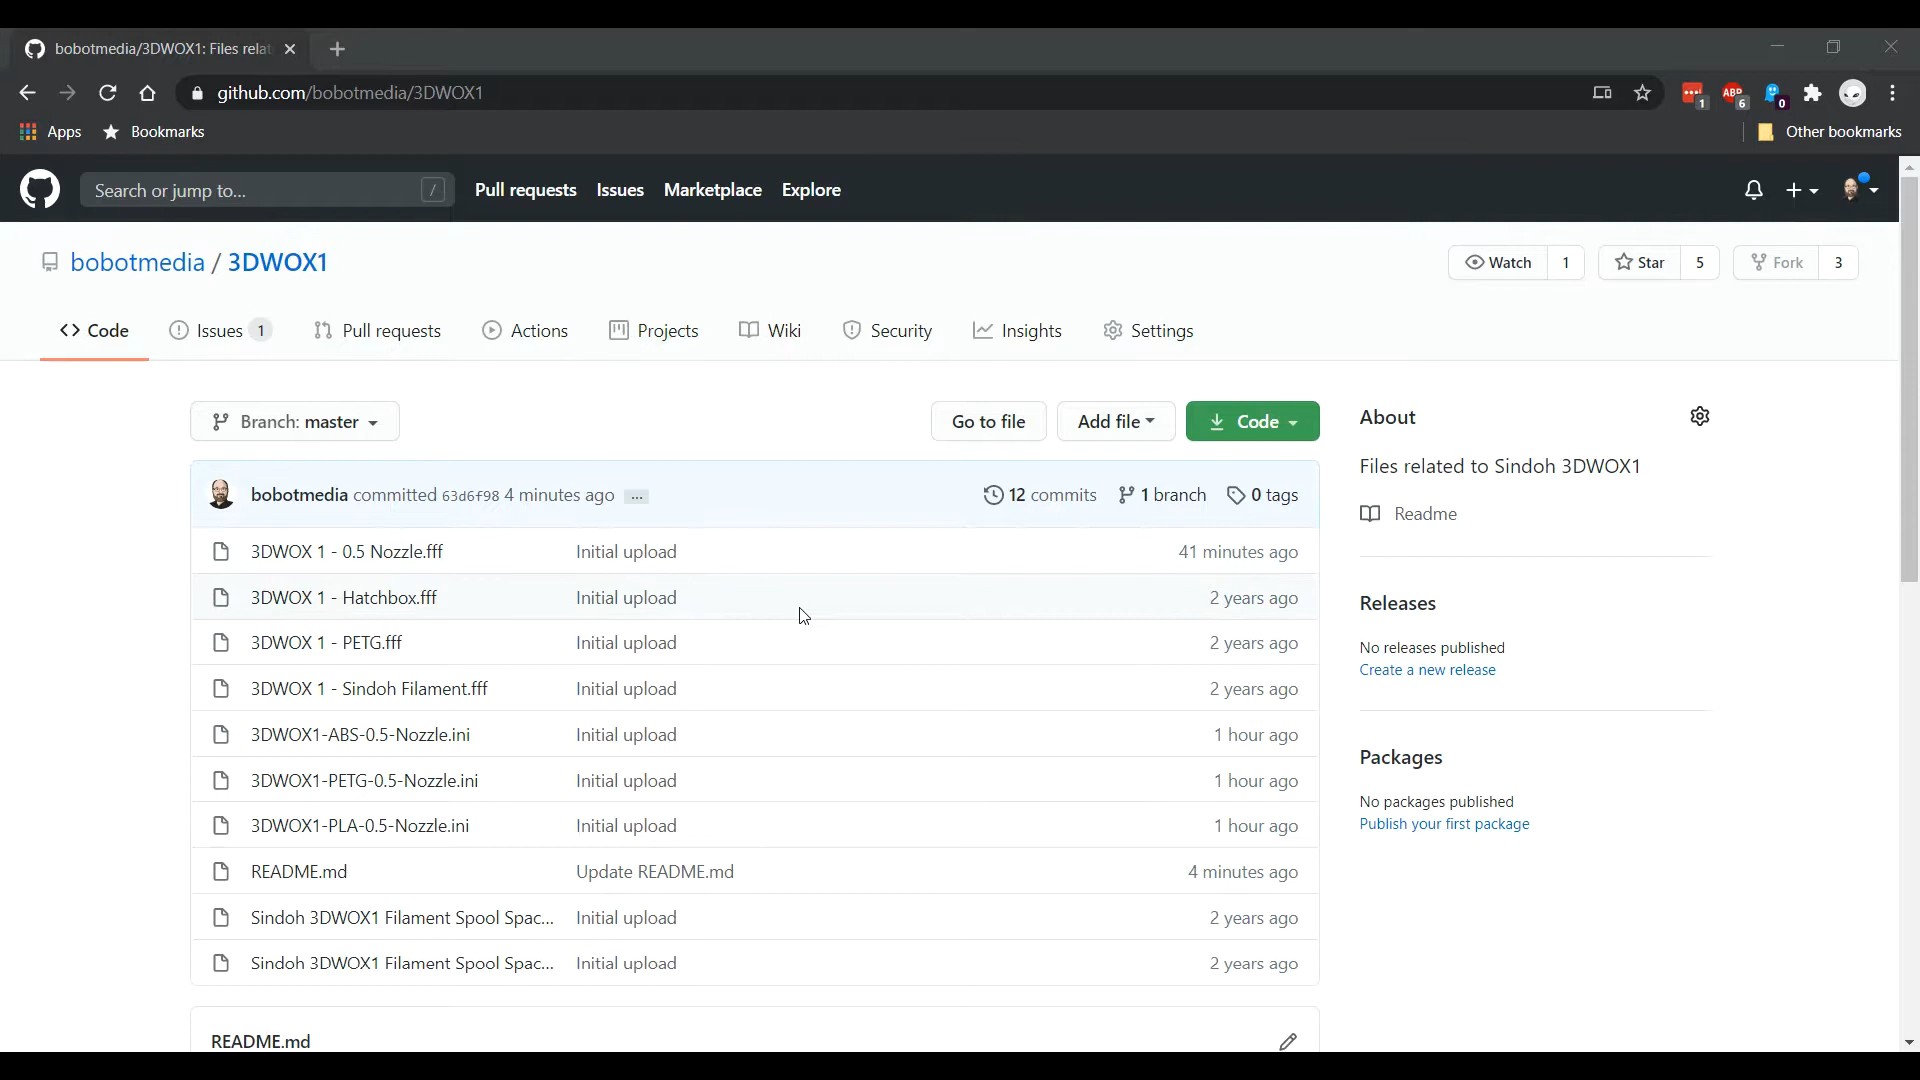 bobotmedia/3DWOX1: Files relat
github.com/bobotmedia/3DWOX1
1
ABP
6
0
Apps
Bookmarks
Other bookmarks
Search or jump to...
/
Pull requests
Issues
Marketplace
Explore
bobotmedia / 3DWOX1
Watch 1
Star 5
Fork 3
Code
Issues 1
Pull requests
Actions
Projects
Wiki
Security
Insights
Settings
Branch: master
Go to file
Add file
Code
bobotmedia committed 63d6f98 4 minutes ago ...
12 commits
1 branch
0 tags
3DWOX 1 - 0.5 Nozzle.fff Initial upload 41 minutes ago
3DWOX 1 - Hatchbox.fff Initial upload 2 years ago
3DWOX 1 - PETG.fff Initial upload 2 years ago
3DWOX 1 - Sindoh Filament.fff Initial upload 2 years ago
3DWOX1-ABS-0.5-Nozzle.ini Initial upload 1 hour ago
3DWOX1-PETG-0.5-Nozzle.ini Initial upload 1 hour ago
3DWOX1-PLA-0.5-Nozzle.ini Initial upload 1 hour ago
README.md Update README.md 4 minutes ago
Sindoh 3DWOX1 Filament Spool Spac... Initial upload 2 years ago
Sindoh 3DWOX1 Filament Spool Spac... Initial upload 2 years ago
README.md
About
Files related to Sindoh 3DWOX1
Readme
Releases
No releases published
Create a new release
Packages
No packages published
Publish your first package